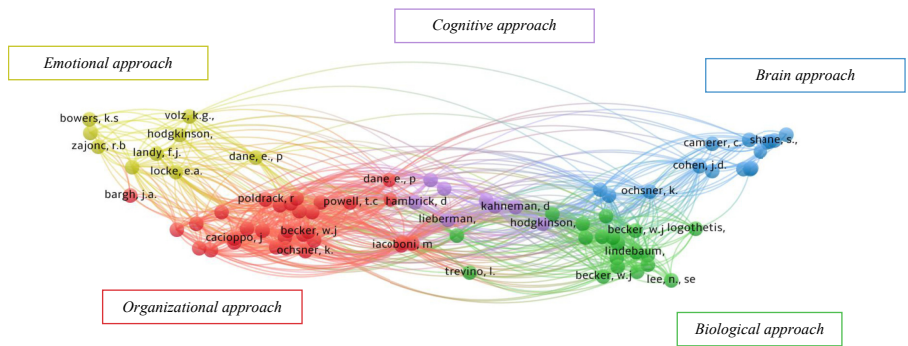 Cognitive approach
Emotional approach
Brain approach
bowers, k.s
volz, k.g.,
hodgkinson,
zajonc, r.b
landy, f.j.
dane, e., p
locke, e.a.
camerer, c.
shane, s.,
cohen, j.d.
bargh, j.a.
dane, e., p
ochsner, k.
poldrack, r.
powell, t.c
hambrick, d
kahneman, d
lieberman,
hodgkinson,
cacioppo, j
becker, w.j
ochsner, k.
iacoboni, m
becker, w.j
logothetis,
lindebaum,
trevino, l.
becker, w.j
lee, n., se
Organizational approach
Biological approach